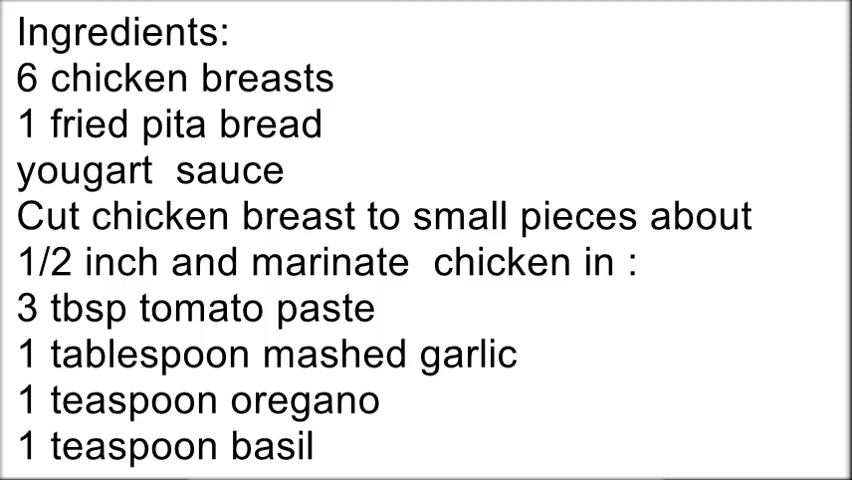 Ingredients:
6 chicken breasts
1 fried pita bread
yougart  sauce
Cut chicken breast to small pieces about
1/2 inch and marinate  chicken in :
3 tbsp tomato paste
1 tablespoon mashed garlic
1 teaspoon oregano
1 teaspoon basil